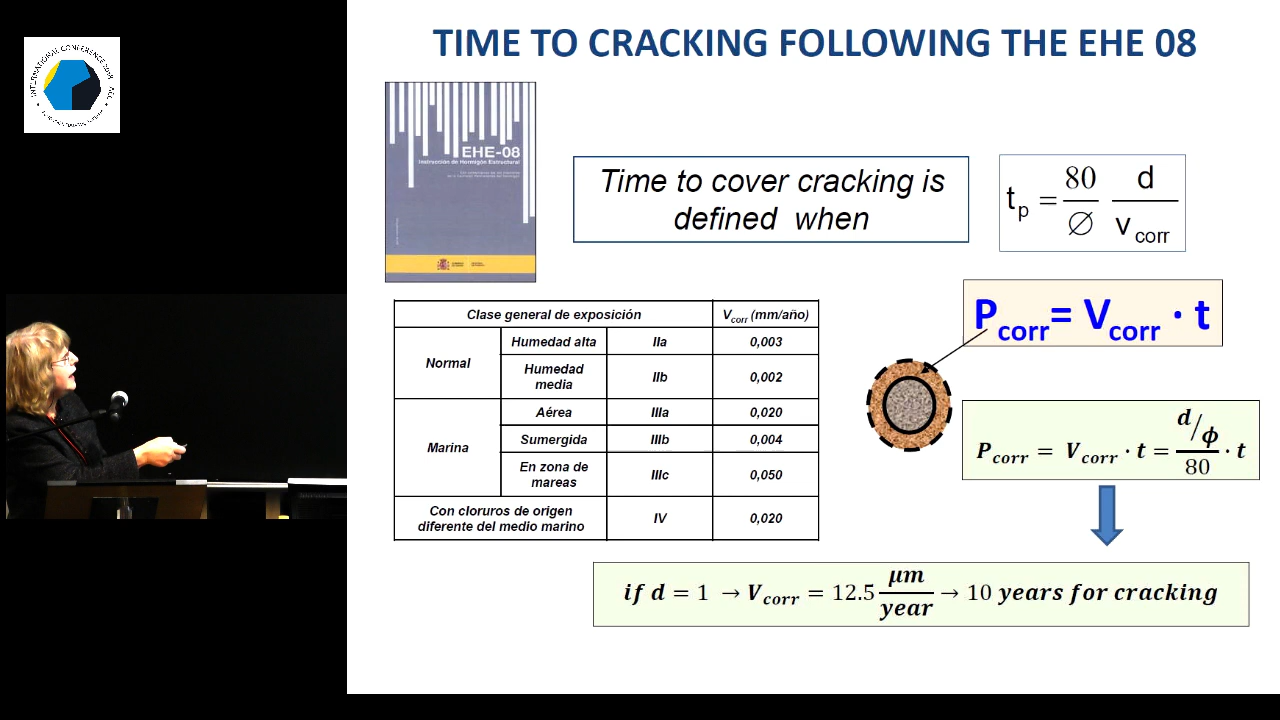 INTERNATIONAL CONFERENCE
TIME TO CRACKING FOLLOWING THE EHE 08
EHE-08
Instrucción de Hormigón Estructural
Time to cover cracking is
defined when
t_p = 80/∅ d/v_corr
P_corr = V_corr · t
Clase general de exposición V_corr (mm/año)
Normal Humedad alta IIa 0,003
Humedad media IIb 0,002
Marina Aérea IIIa 0,020
Sumergida IIIb 0,004
En zona de mareas IIIc 0,050
Con cloruros de origen diferente del medio marino IV 0,020
P_corr = V_corr · t = (d/ϕ)/80 · t
if d = 1 → V_corr = 12.5 μm/year → 10 years for cracking